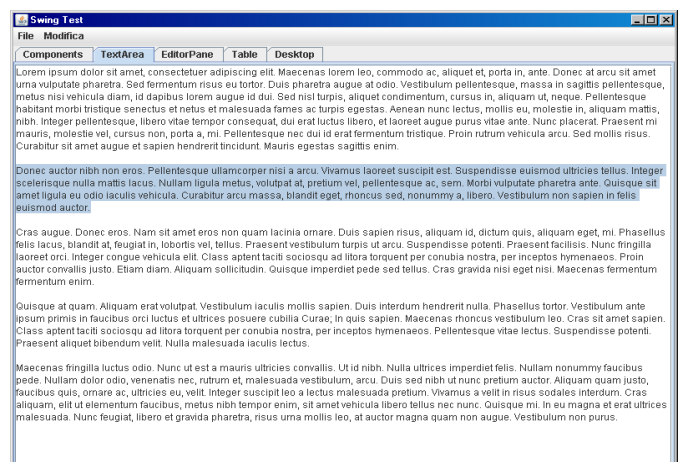 Swing Test
File Modifica
Components TextArea EditorPane Table Desktop
Lorem ipsum dolor sit amet, consectetuer adipiscing elit. Maecenas lorem leo, commodo ac, aliquet et, porta in, ante. Donec at arcu sit amet
urna vulputate pharetra. Sed fermentum risus eu tortor. Duis pharetra augue at odio. Vestibulum pellentesque, massa in sagittis pellentesque,
metus nisi vehicula diam, id dapibus lorem augue id dui. Sed nisl turpis, aliquet condimentum, cursus in, aliquam ut, neque. Pellentesque
habitant morbi tristique senectus et netus et malesuada fames ac turpis egestas. Aenean nunc lectus, mollis eu, molestie in, aliquam mattis,
nibh. Integer pellentesque, libero vitae tempor consequat, dui erat luctus libero, et laoreet augue purus vitae ante. Nunc placerat. Praesent mi
mauris, molestie vel, cursus non, porta a, mi. Pellentesque nec dui id erat fermentum tristique. Proin rutrum vehicula arcu. Sed mollis risus.
Curabitur sit amet augue et sapien hendrerit tincidunt. Mauris egestas sagittis enim.
Donec auctor nibh non eros. Pellentesque ullamcorper nisi a arcu. Vivamus laoreet suscipit est. Suspendisse euismod ultricies tellus. Integer
scelerisque nulla mattis lacus. Nullam ligula metus, volutpat at, pretium vel, pellentesque ac, sem. Morbi vulputate pharetra ante. Quisque sit
amet ligula eu odio iaculis vehicula. Curabitur arcu massa, blandit eget, rhoncus sed, nonummy a, libero. Vestibulum non sapien in felis
euismod auctor.
Cras augue. Donec eros. Nam sit amet eros non quam lacinia ornare. Duis sapien risus, aliquam id, dictum quis, aliquam eget, mi. Phasellus
felis lacus, blandit at, feugiat in, lobortis vel, tellus. Praesent vestibulum turpis ut arcu. Suspendisse potenti. Praesent facilisis. Nunc fringilla
laoreet orci. Integer congue vehicula elit. Class aptent taciti sociosqu ad litora torquent per conubia nostra, per inceptos hymenaeos. Proin
auctor convallis justo. Etiam diam. Aliquam sollicitudin. Quisque imperdiet pede sed tellus. Cras gravida nisi eget nisi. Maecenas fermentum
fermentum enim.
Quisque at quam. Aliquam erat volutpat. Vestibulum iaculis mollis sapien. Duis interdum hendrerit nulla. Phasellus tortor. Vestibulum ante
ipsum primis in faucibus orci luctus et ultrices posuere cubilia Curae; In quis sapien. Maecenas rhoncus vestibulum leo. Cras sit amet sapien.
Class aptent taciti sociosqu ad litora torquent per conubia nostra, per inceptos hymenaeos. Pellentesque vitae lectus. Suspendisse potenti.
Praesent aliquet bibendum velit. Nulla malesuada iaculis lectus.
Maecenas fringilla luctus odio. Nunc ut est a mauris ultricies convallis. Ut id nibh. Nulla ultrices imperdiet felis. Nullam nonummy faucibus
pede. Nullam dolor odio, venenatis nec, rutrum et, malesuada vestibulum, arcu. Duis sed nibh ut nunc pretium auctor. Aliquam quam justo,
faucibus quis, ornare ac, ultricies eu, velit. Integer suscipit leo a lectus malesuada pretium. Vivamus a velit in risus sodales interdum. Cras
aliquam, elit ut elementum faucibus, metus nibh tempor enim, sit amet vehicula libero tellus nec nunc. Quisque mi. In eu magna et erat ultrices
malesuada. Nunc feugiat, libero et gravida pharetra, risus urna mollis leo, at auctor magna quam non augue. Vestibulum non purus.